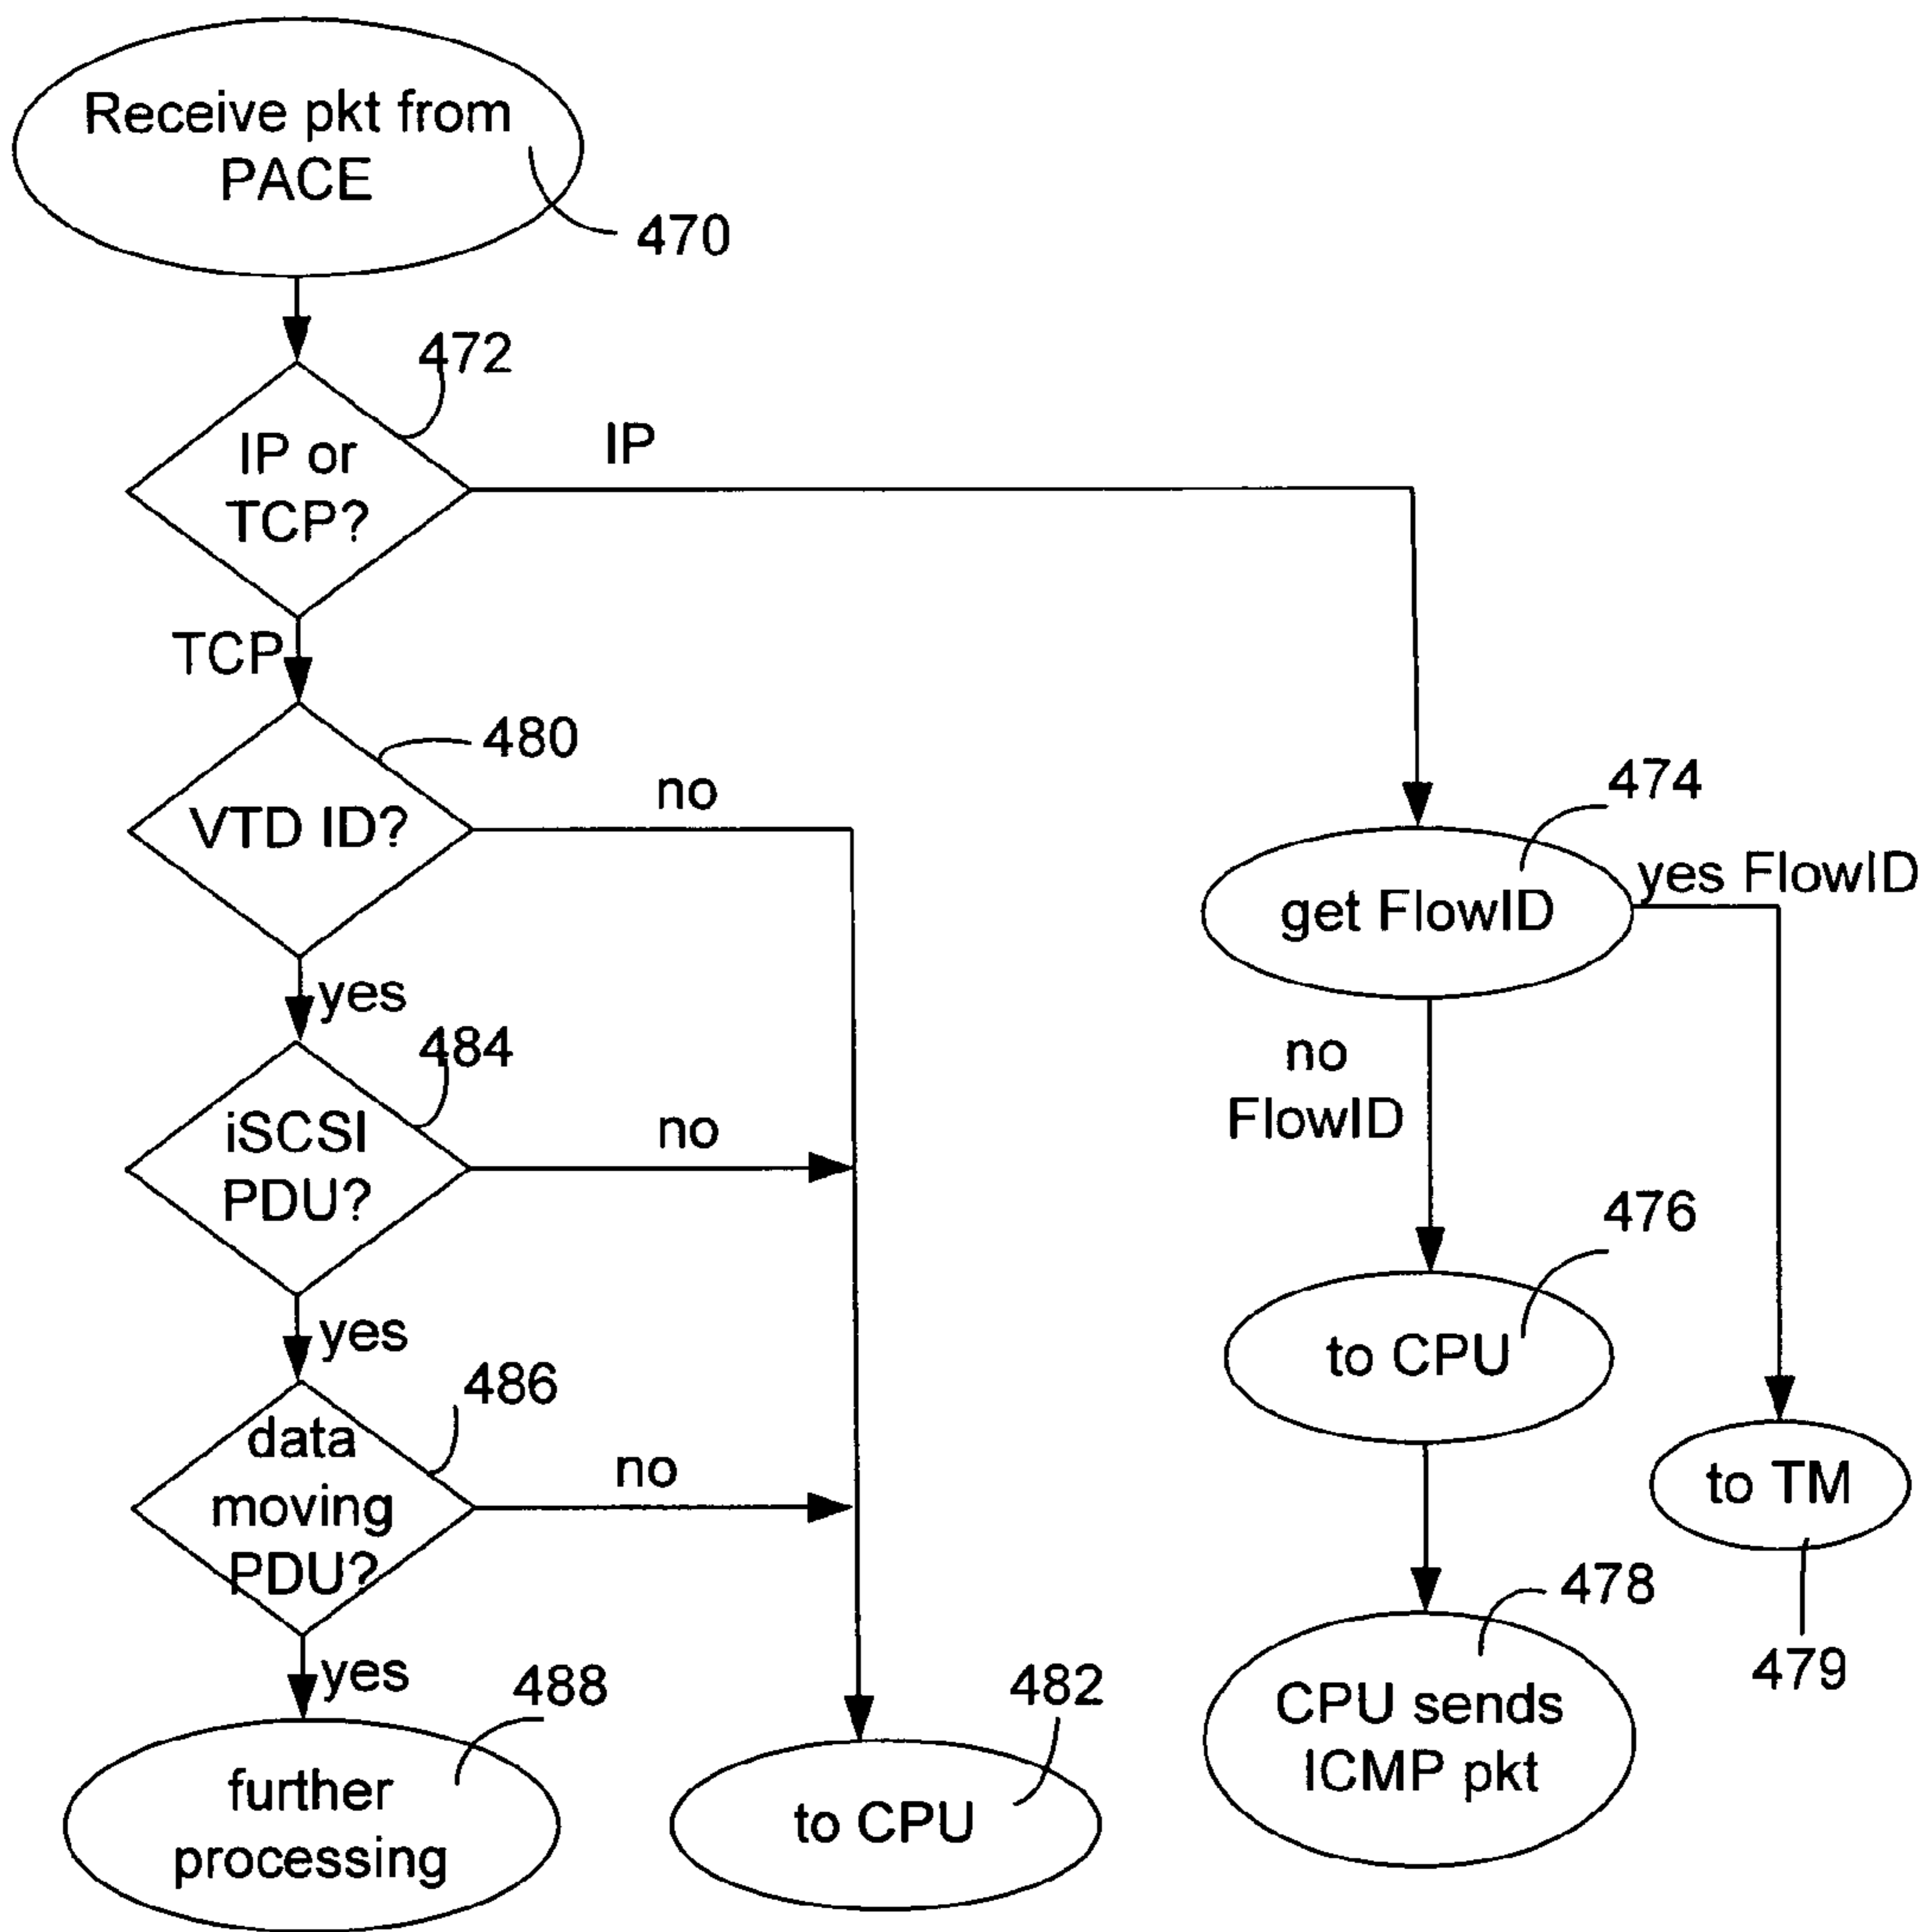 Receive pkt from
PACE
470
472
IP or
TCP?
IP
TCP
480
VTD ID?
no
474
get FlowID
yes FlowID
yes
484
iSCSI
PDU?
no
no
FlowID
476
to CPU
yes
486
data
moving
PDU?
no
to TM
479
478
CPU sends
ICMP pkt
yes
488
further
processing
482
to CPU